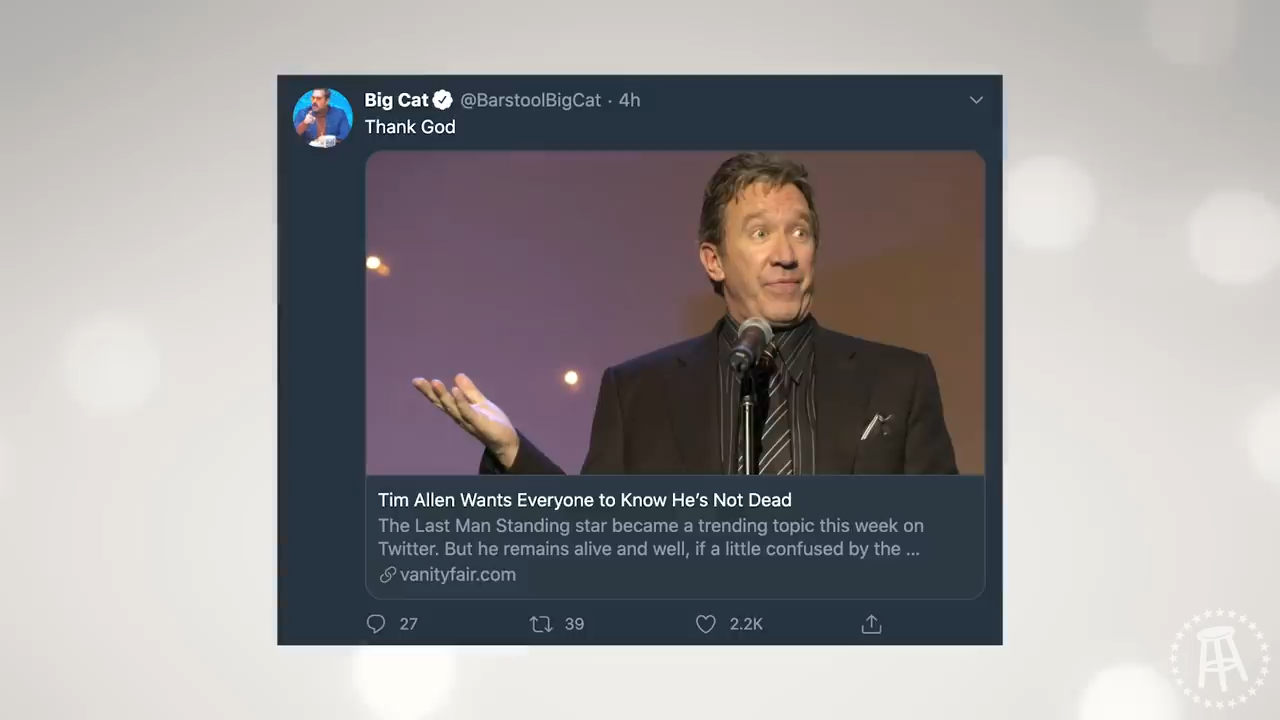 Big Cat @BarstoolBigCat · 4h
Thank God
Tim Allen Wants Everyone to Know He's Not Dead
The Last Man Standing star became a trending topic this week on
Twitter. But he remains alive and well, if a little confused by the ...
vanityfair.com
27 39 2.2K